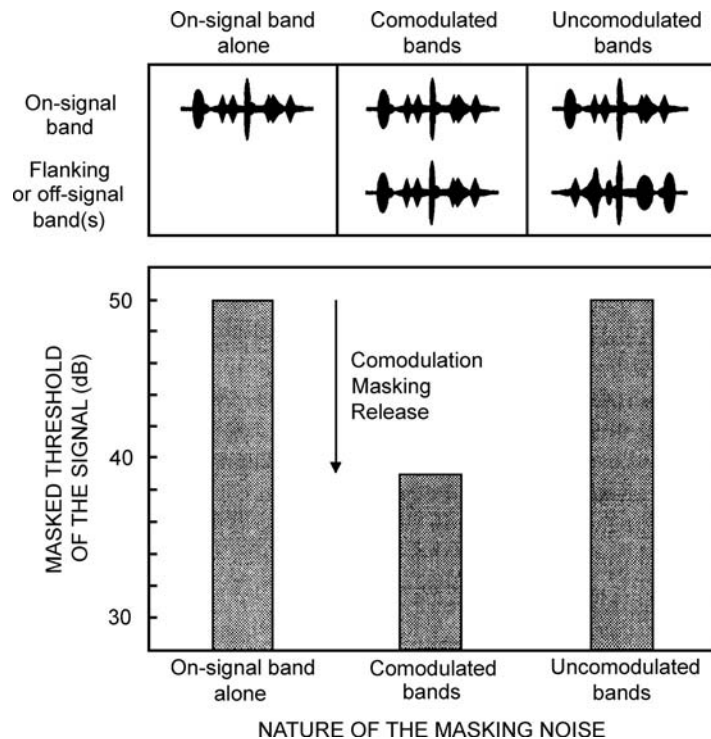 On-signal band
alone
Comodulated
bands
Uncomodulated
bands
On-signal
band
Flanking
or off-signal
band(s)
50
40
30
MASKED THRESHOLD
OF THE SIGNAL (dB)
Comodulation
Masking
Release
On-signal band
alone
Comodulated
bands
Uncomodulated
bands
NATURE OF THE MASKING NOISE